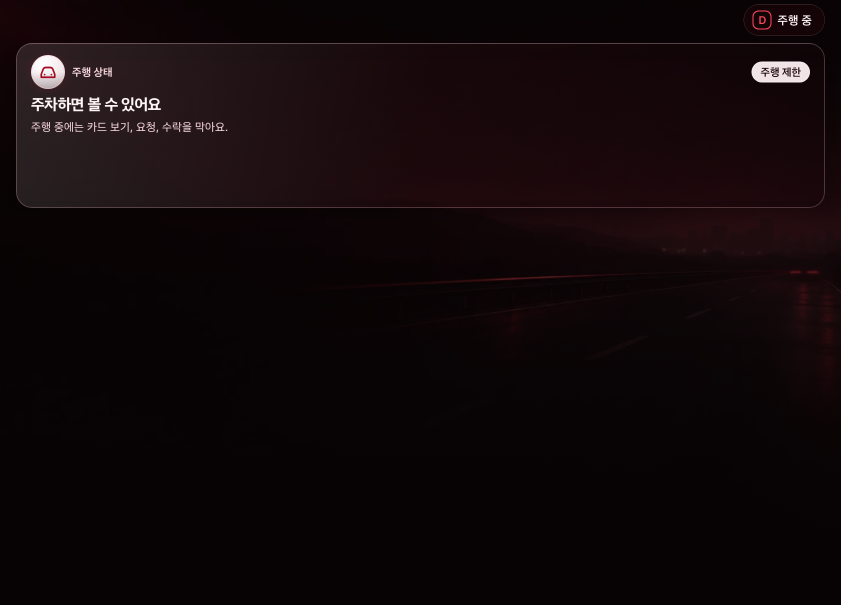 D 주행 중
주행 상태
주행 제한
주차하면 볼 수 있어요
주행 중에는 카드 보기, 요청, 수락을 막아요.